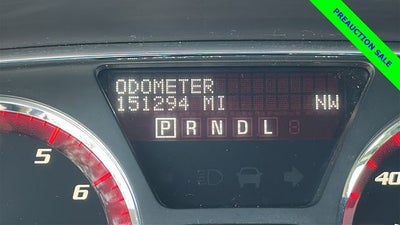 PREAUCTION SALE
ODOMETER
151294 MI NW
P R N D L
5
6
40